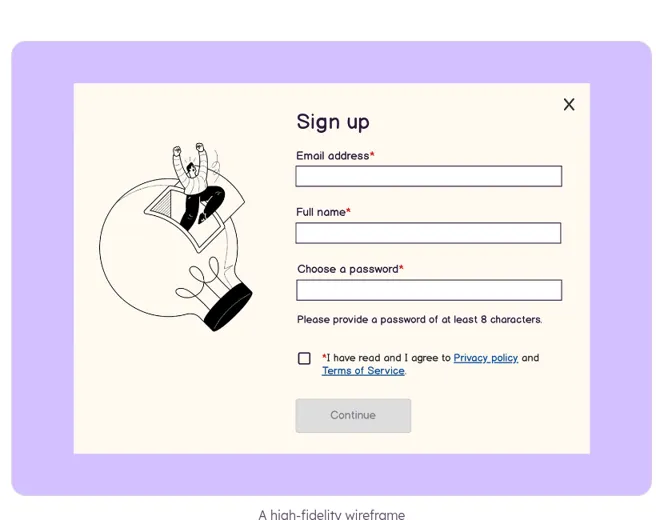 X
Sign up
Email address*
Full name*
Choose a password*
Please provide a password of at least 8 characters.
*I have read and I agree to Privacy policy and
Terms of Service.
Continue
A high-fidelity wireframe